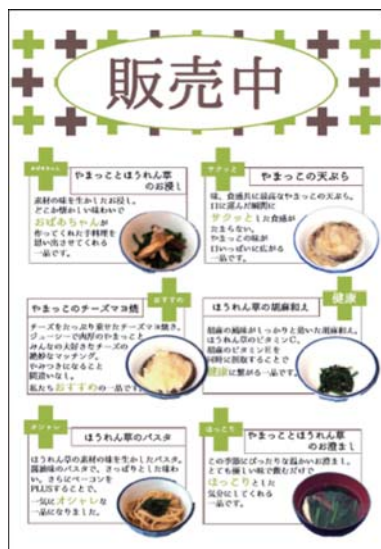 販売中
おばあちゃん
やまっことほうれん草
のお浸し
素材の味を生かしたお浸し。
どこか懐かしい味わいで
おばあちゃんが
作ってくれた手料理を
思い出させてくれる
一品です。
サクッと
やまっこの天ぷら
味、食感共に最高なやまっこの天ぷら。
口に運んだ瞬間に
サクッとした食感が
たまらない。
やまっこの味が
口いっぱいに広がる
一品です。
やまっこのチーズマヨ焼
おすすめ
チーズをたっぷり乗せたチーズマヨ焼き。
ジューシーで肉厚のやまっこと
みんなの大好きなチーズの
絶妙なマッチング。
やみつきになること
間違いなし。
私たちおすすめの一品です。
ほうれん草の胡麻和え
健康
胡麻の風味がしっかりと効いた胡麻和え。
ほうれん草のビタミンC、
胡麻のビタミンEを
同時に摂取することで
健康に繋がる一品です。
オシャレ
ほうれん草のパスタ
ほうれん草の素材の味を生かしたパスタ。
醤油味のパスタで、さっぱりとした味わ
い。さらにベーコンを
PLUSすることで、
一気にオシャレな
一品になりました。
ほっこり
やまっことほうれん草
のお澄まし
この季節にぴったりな温かいお澄まし。
とても優しい味で飲むだけで
ほっこりとした
気分にしてくれる
一品です。